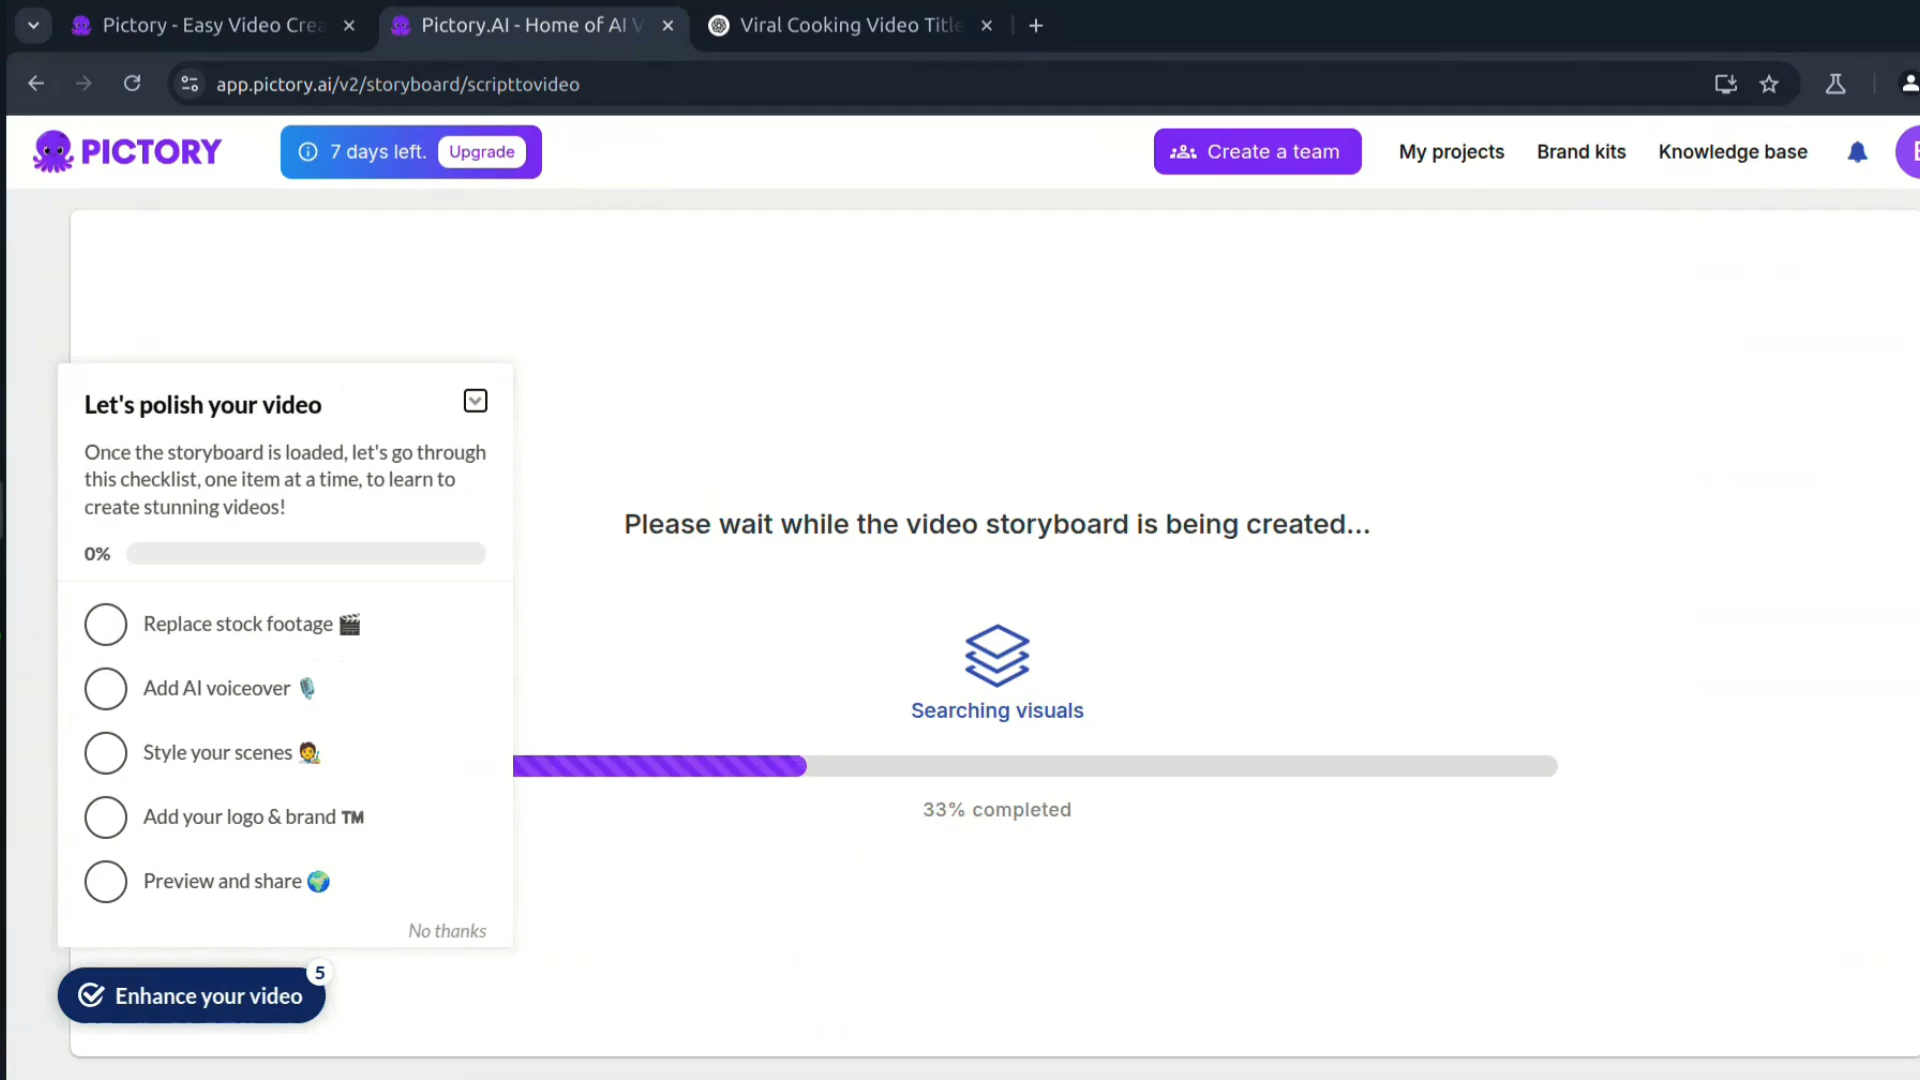 Pictory - Easy Video Crea
Pictory.AI - Home of AI V
Viral Cooking Video Title
app.pictory.ai/v2/storyboard/scripttovideo
PICTORY
7 days left.
Upgrade
Create a team
My projects
Brand kits
Knowledge base
Let's polish your video
Once the storyboard is loaded, let's go through
this checklist, one item at a time, to learn to
create stunning videos!
0%
Replace stock footage 🎬
Add AI voiceover 🎙️
Style your scenes 🧑‍🎨
Add your logo & brand ™️
Preview and share 🌍
No thanks
5
Enhance your video
Please wait while the video storyboard is being created...
Searching visuals
33% completed